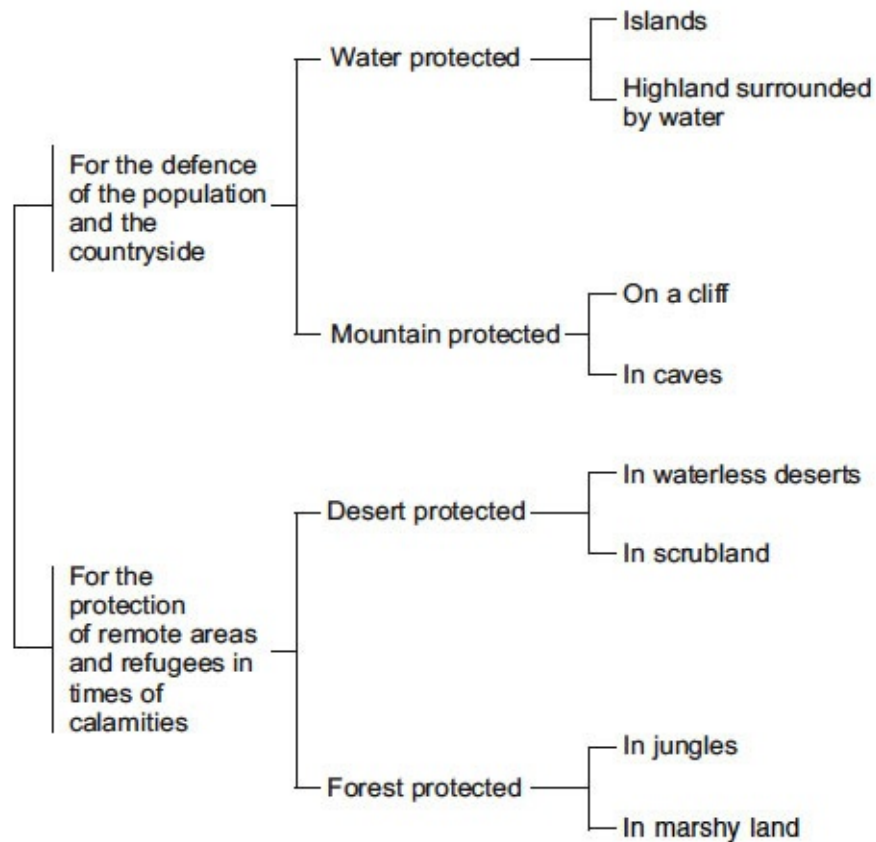 Islands
Water protected
Highland surrounded
by water
For the defence
of the population
and the
countryside
On a cliff
Mountain protected
In caves
In waterless deserts
Desert protected
In scrubland
For the
protection
of remote areas
and refugees in
times of
calamities
In jungles
Forest protected
In marshy land